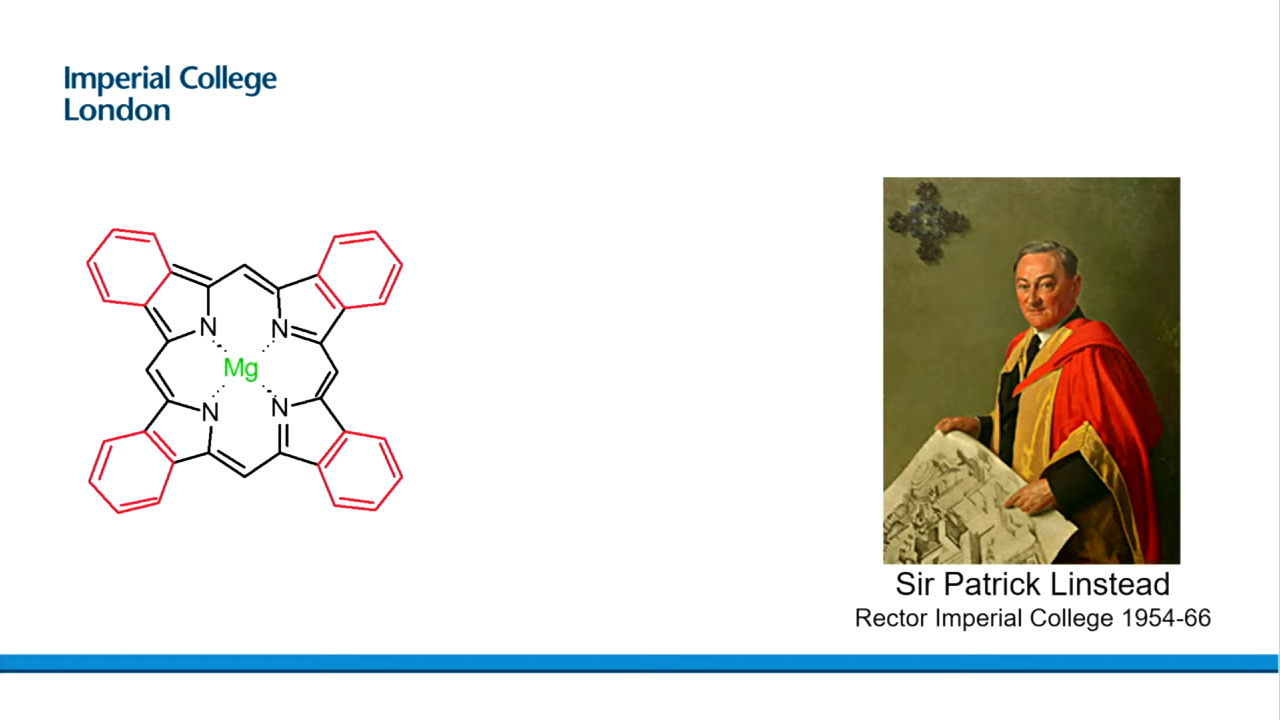 Imperial College
London
N
N
Mg
N
N
Sir Patrick Linstead
Rector Imperial College 1954-66